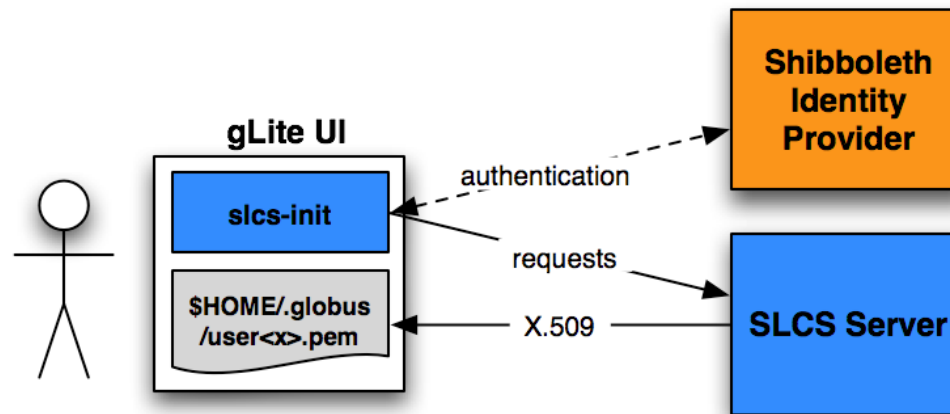 Shibboleth
Identity
Provider
gLite UI
authentication
slcs-init
requests
$HOME/.globus
/user<x>.pem
X.509
SLCS Server